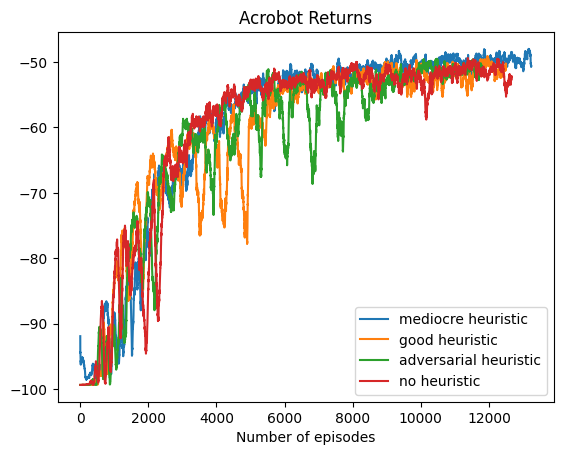 Acrobot Returns
−50
−60
−70
−80
−90
−100
0 2000 4000 6000 8000 10000 12000
Number of episodes
mediocre heuristic
good heuristic
adversarial heuristic
no heuristic